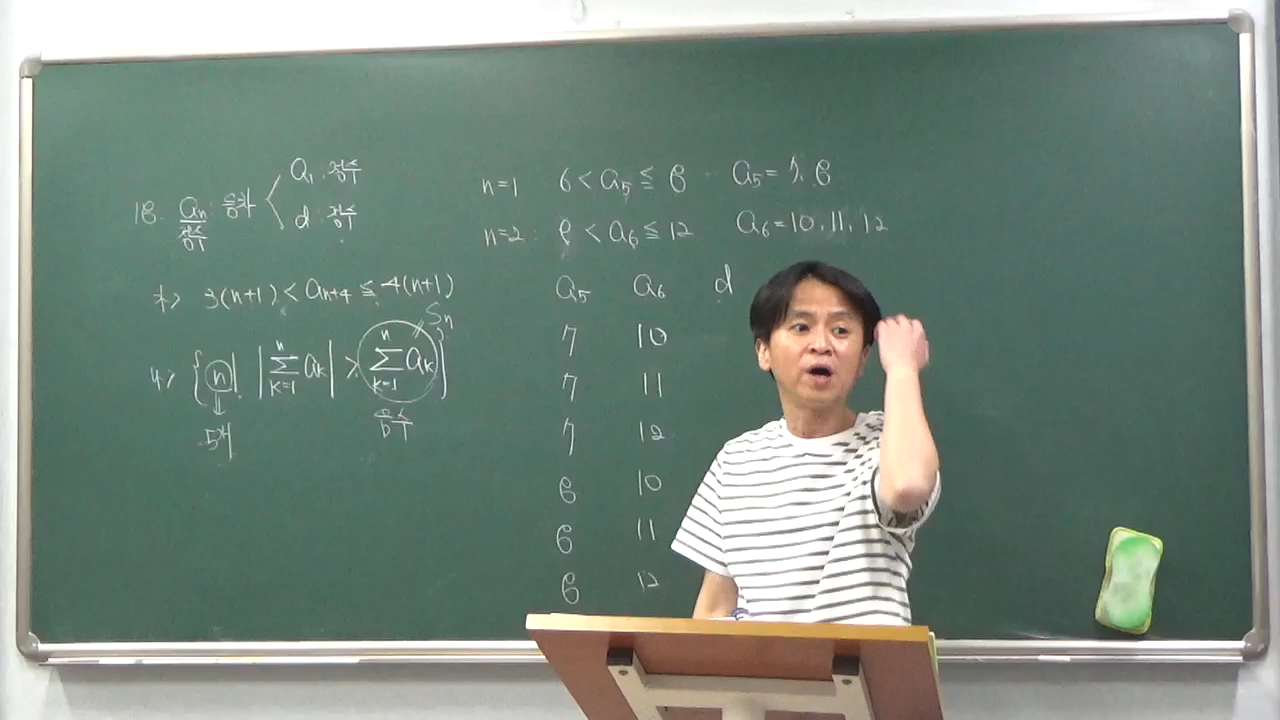 a₁ : 정수
18. aₙ : 등차
정수
d : 정수
가> 3(n+1) < aₙ₊₄ ≦ 4(n+1)
Sₙ
나> { n | |∑ₖ₌₁ⁿ aₖ| > ∑ₖ₌₁ⁿ aₖ }
5개
음수
n=1 6 < a₅ ≦ 8 a₅ = 7, 8
n=2 : 9 < a₆ ≦ 12 a₆ = 10, 11, 12
a₅ a₆ d
7 10
7 11
7 12
8 10
8 11
8 12